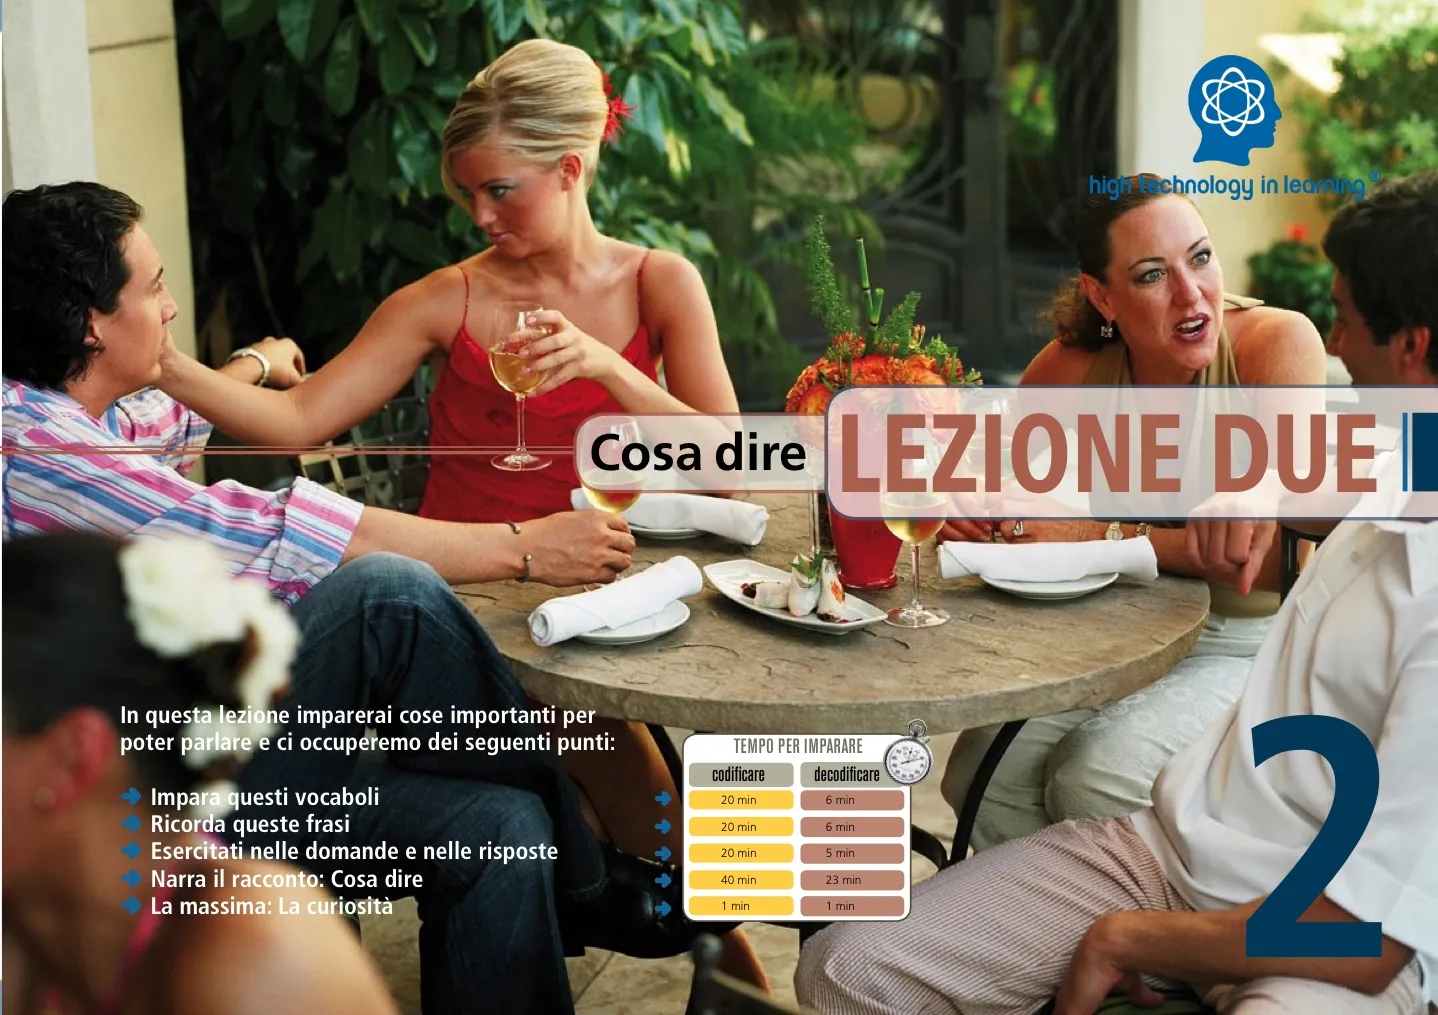 high technology in learning®
Cosa dire
LEZIONE DUE
In questa lezione imparerai cose importanti per
poter parlare e ci occuperemo dei seguenti punti:
TEMPO PER IMPARARE
codificare decodificare
Impara questi vocaboli 20 min 6 min
Ricorda queste frasi 20 min 6 min
Esercitati nelle domande e nelle risposte 20 min 5 min
Narra il racconto: Cosa dire 40 min 23 min
La massima: La curiosità 1 min 1 min
2